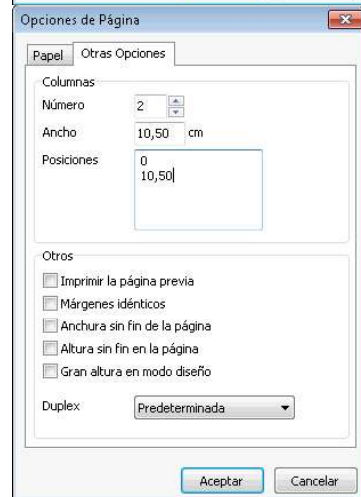 Opciones de Página
Papel Otras Opciones
Columnas
Número 2
Ancho 10,50 cm
Posiciones 0
10,50
Otros
Imprimir la página previa
Márgenes idénticos
Anchura sin fin de la página
Altura sin fin en la página
Gran altura en modo diseño
Duplex Predeterminada
Aceptar Cancelar